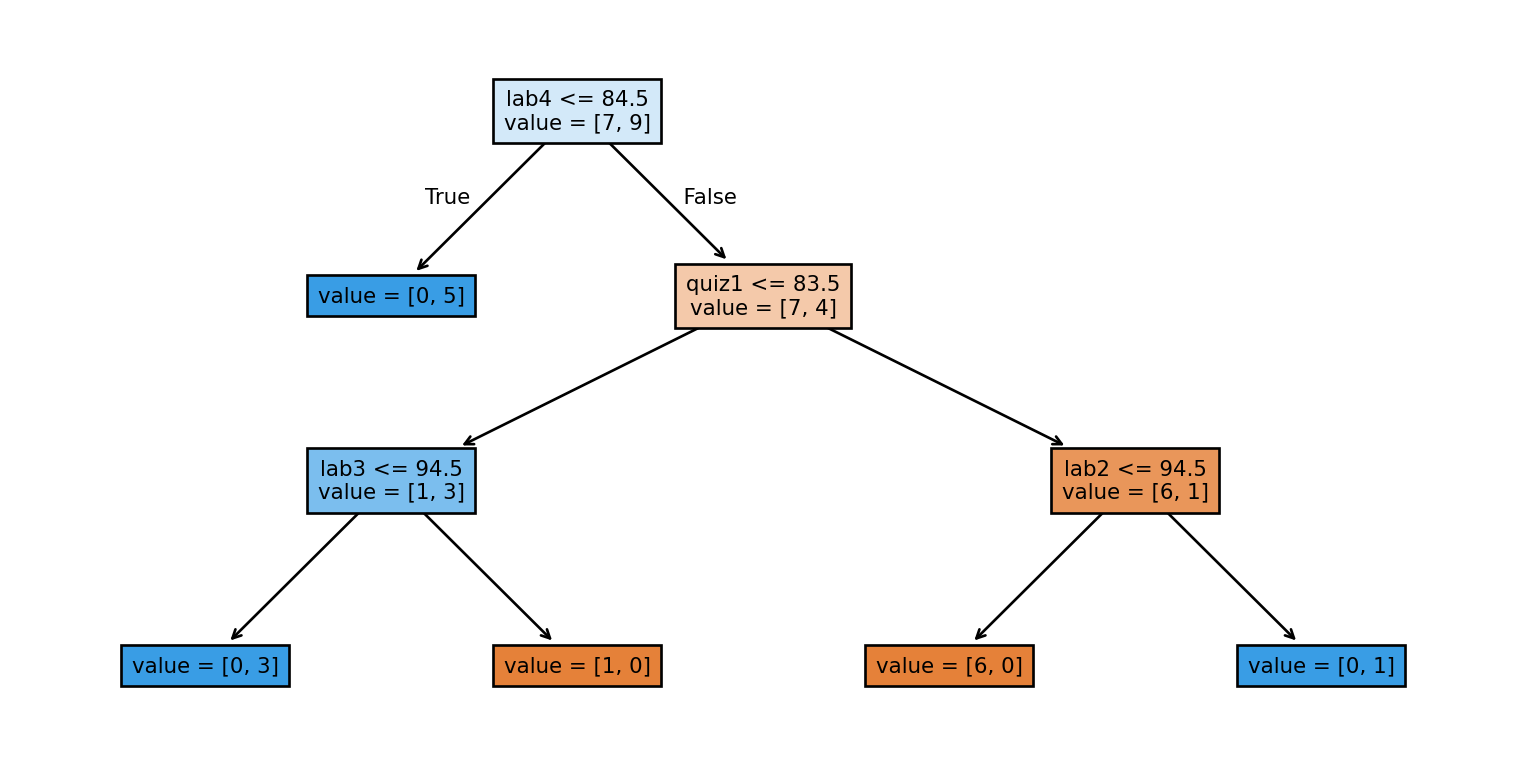 lab4 <= 84.5
value = [7, 9]
True
False
value = [0, 5]
quiz1 <= 83.5
value = [7, 4]
lab3 <= 94.5
value = [1, 3]
lab2 <= 94.5
value = [6, 1]
value = [0, 3]
value = [1, 0]
value = [6, 0]
value = [0, 1]